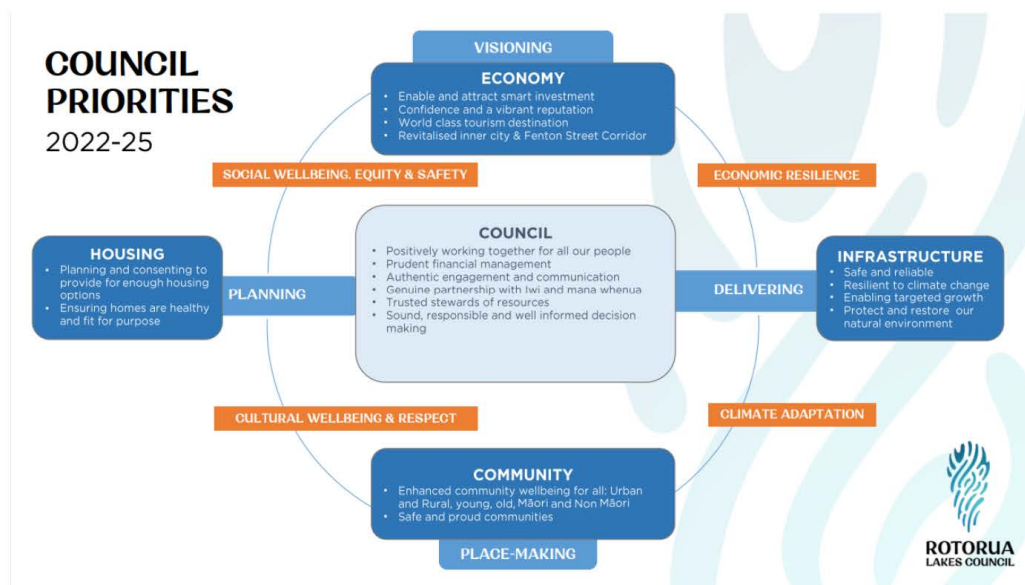 COUNCIL
PRIORITIES
2022-25
VISIONING
ECONOMY
• Enable and attract smart investment
• Confidence and a vibrant reputation
• World class tourism destination
• Revitalised inner city & Fenton Street Corridor
SOCIAL WELLBEING, EQUITY & SAFETY
ECONOMIC RESILIENCE
HOUSING
• Planning and consenting to
provide for enough housing
options
• Ensuring homes are healthy
and fit for purpose
PLANNING
COUNCIL
• Positively working together for all our people
• Prudent financial management
• Authentic engagement and communication
• Genuine partnership with Iwi and mana whenua
• Trusted stewards of resources
• Sound, responsible and well informed decision
making
DELIVERING
INFRASTRUCTURE
• Safe and reliable
• Resilient to climate change
• Enabling targeted growth
• Protect and restore our
natural environment
CULTURAL WELLBEING & RESPECT
CLIMATE ADAPTATION
COMMUNITY
• Enhanced community wellbeing for all: Urban
and Rural, young, old, Māori and Non Māori
• Safe and proud communities
PLACE-MAKING
ROTORUA
LAKES COUNCIL